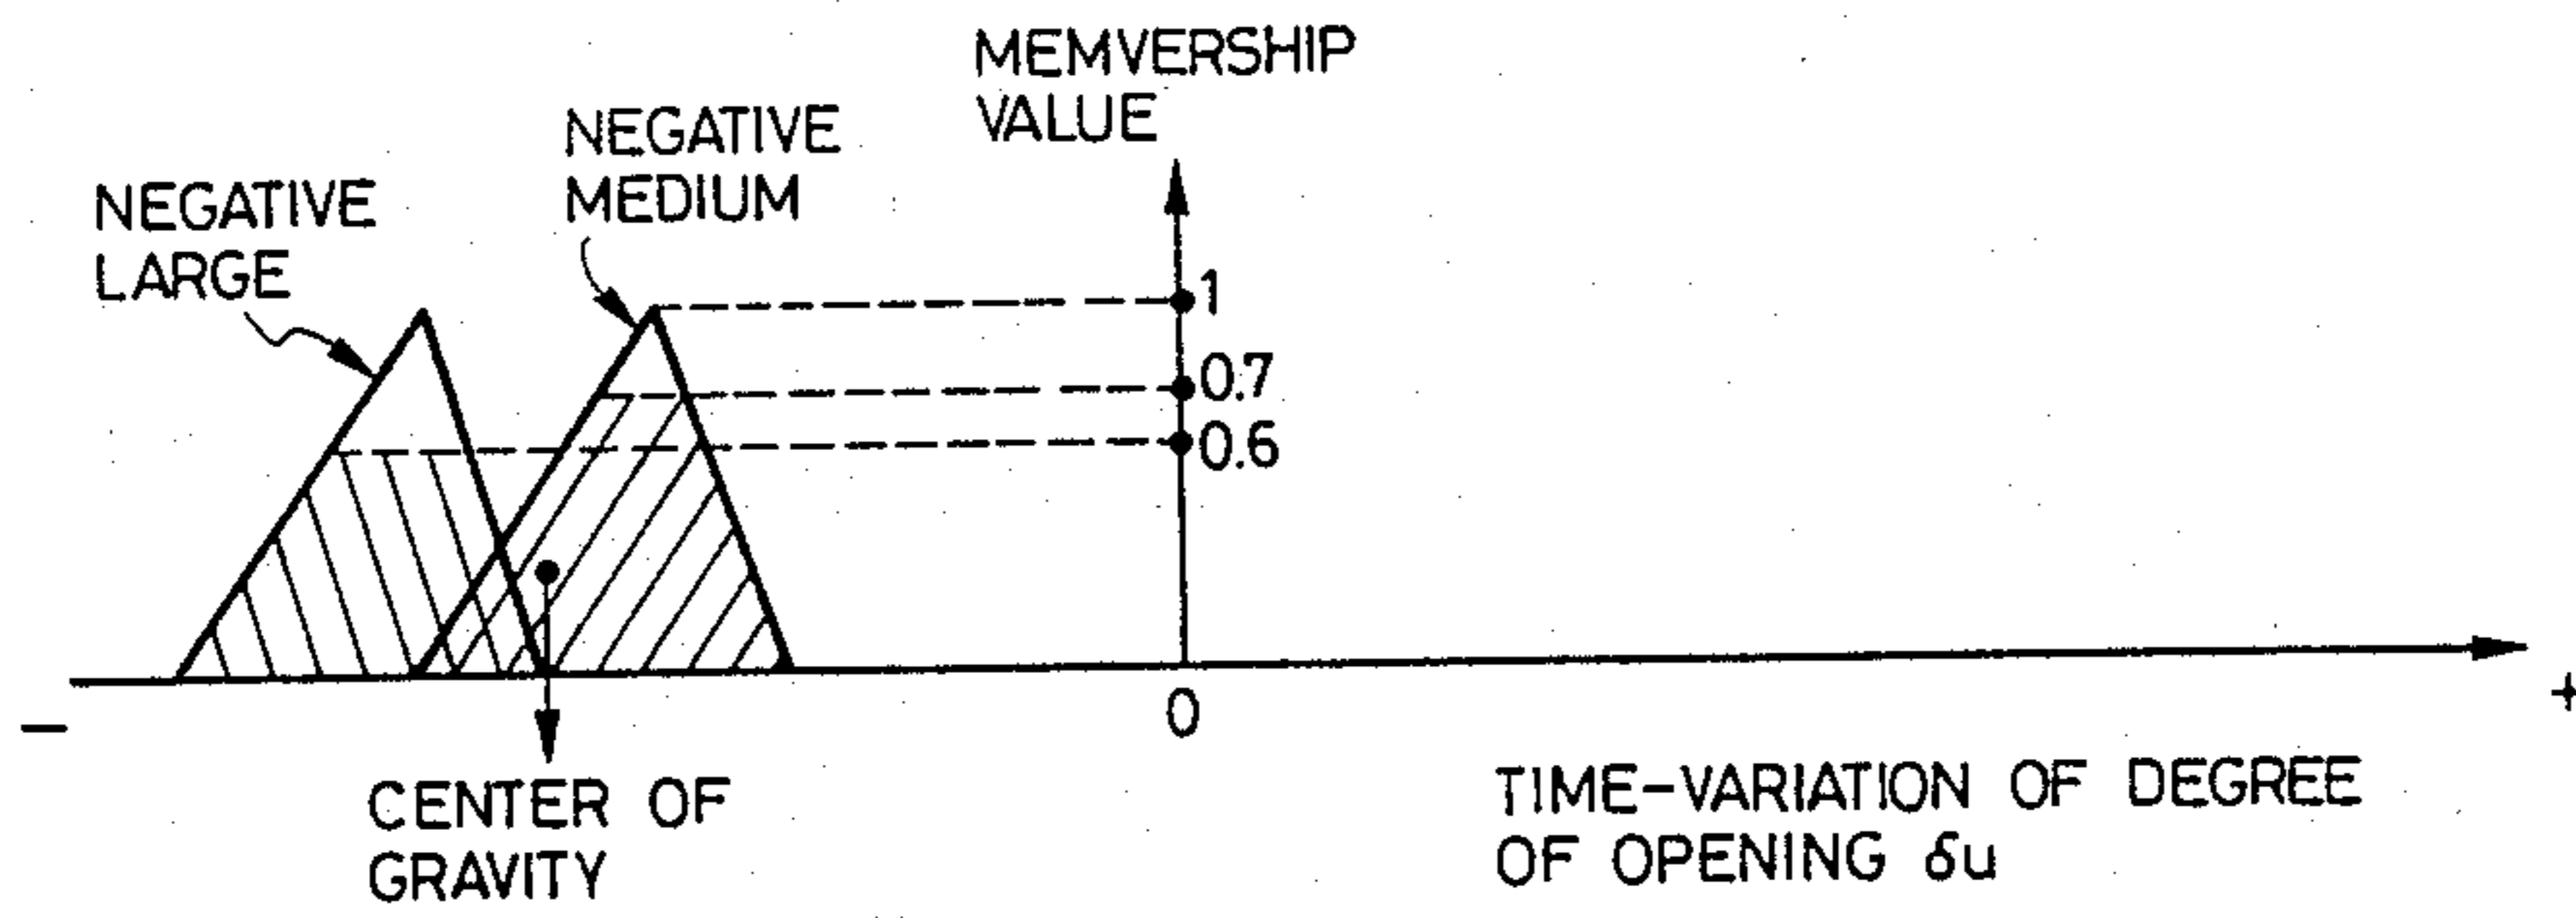 MEMVERSHIP
VALUE
NEGATIVE
MEDIUM
NEGATIVE
LARGE
1
0.7
0.6
0
−
+
CENTER OF
GRAVITY
TIME-VARIATION OF DEGREE
OF OPENING δu